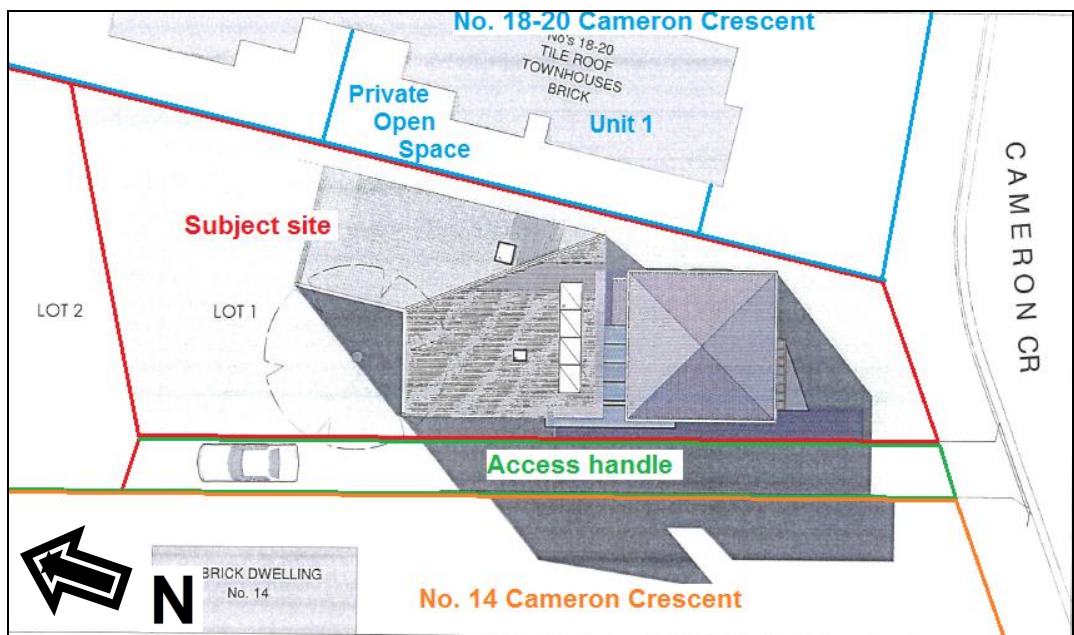 No. 18-20 Cameron Crescent
No's 18-20
TILE ROOF
TOWNHOUSES
BRICK
Private
Open
Space
Unit 1
CAMERON CR
Subject site
LOT 2
LOT 1
Access handle
BRICK DWELLING
No. 14
N
No. 14 Cameron Crescent